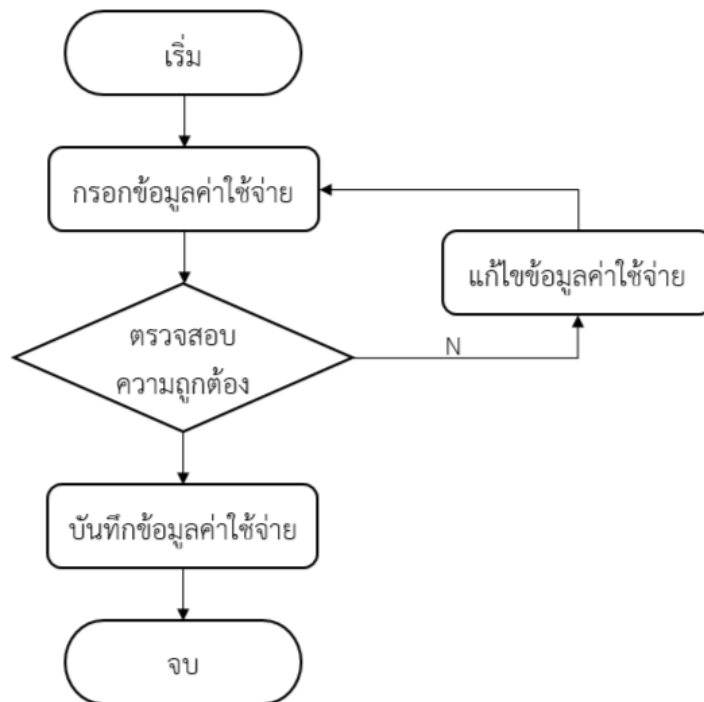 เริ่ม
กรอกข้อมูลค่าใช้จ่าย
แก้ไขข้อมูลค่าใช้จ่าย
ตรวจสอบ
ความถูกต้อง
N
บันทึกข้อมูลค่าใช้จ่าย
จบ